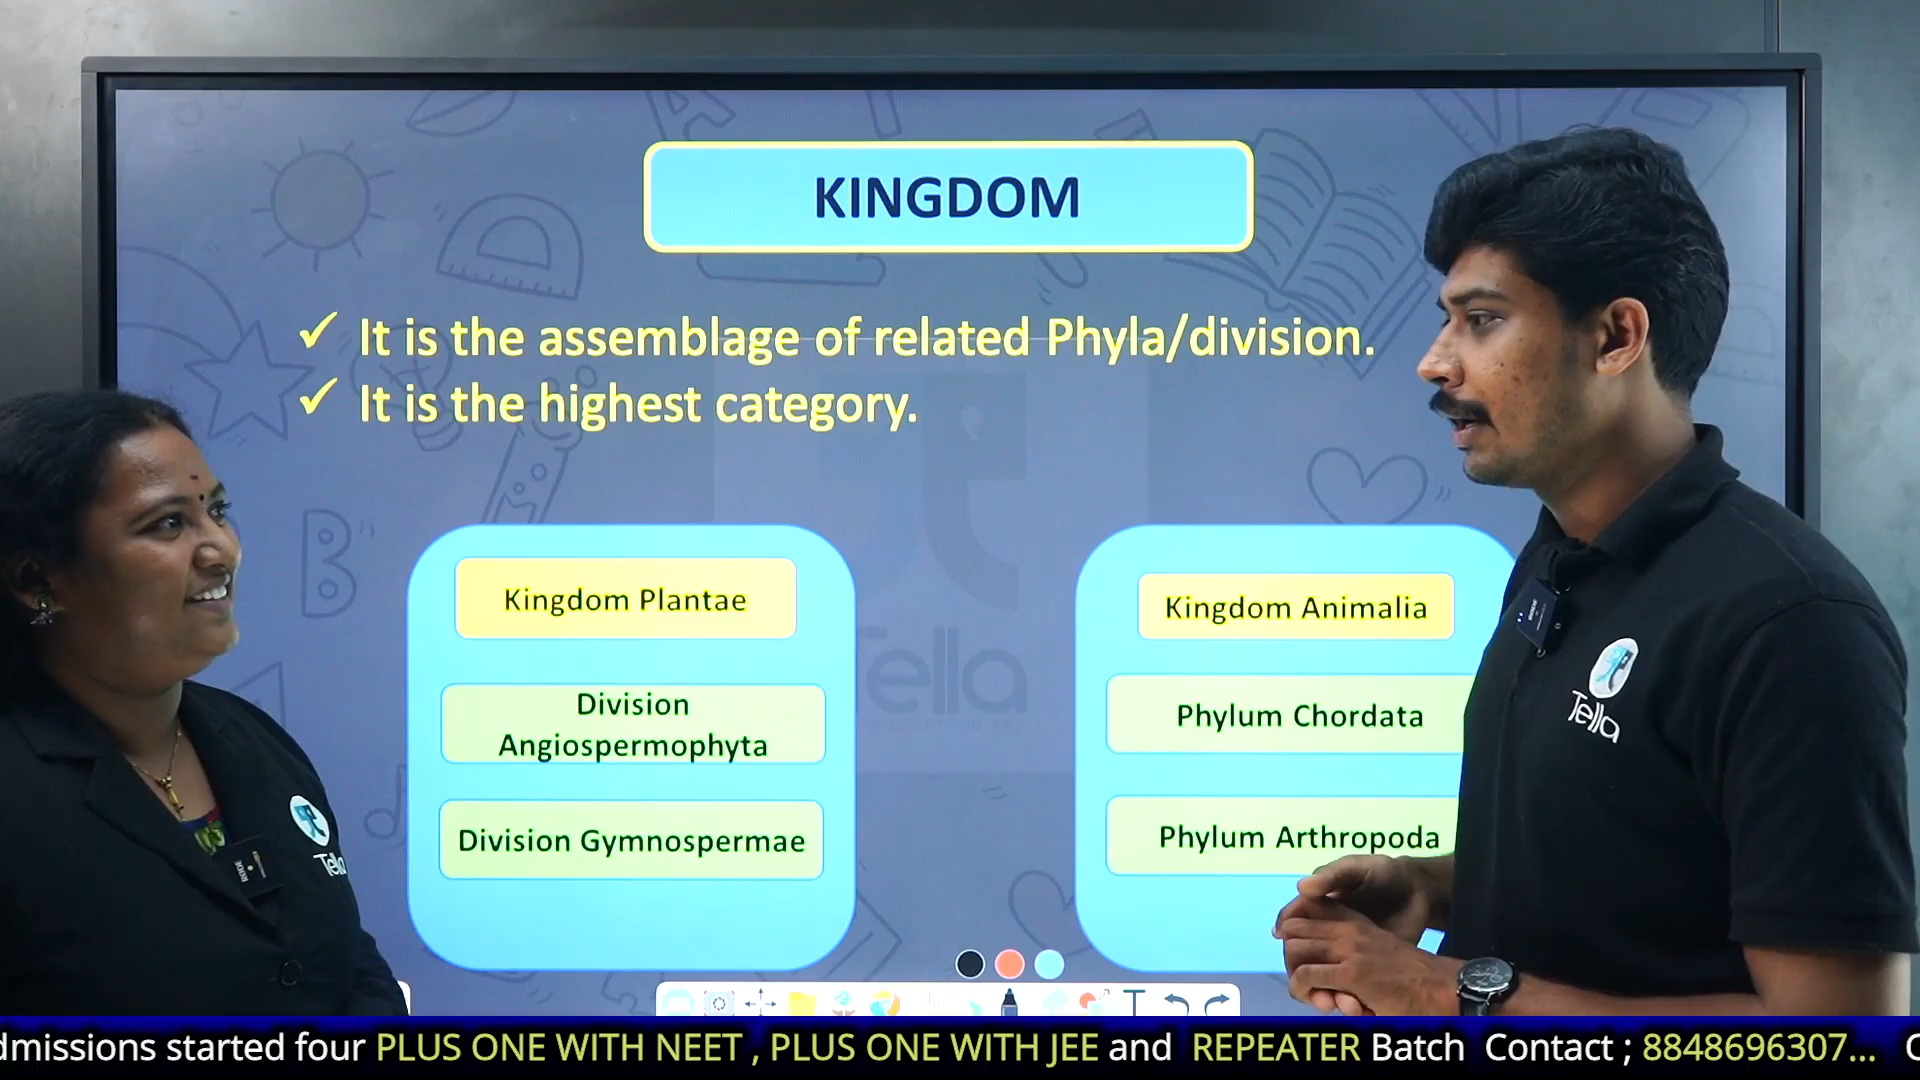 KINGDOM
✓ It is the assemblage of related Phyla/division.
✓ It is the highest category.
B
Kingdom Plantae
Division
Angiospermophyta
Division Gymnospermae
Tella
Kingdom Animalia
Phylum Chordata
Phylum Arthropoda
Tella
Tella
RODE
T
dmissions started four PLUS ONE WITH NEET , PLUS ONE WITH JEE and REPEATER Batch Contact ; 8848696307... C